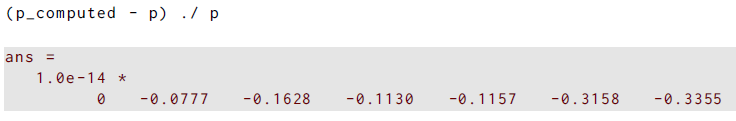 (p_computed - p) ./ p
ans =
1.0e-14 *
0 -0.0777 -0.1628 -0.1130 -0.1157 -0.3158 -0.3355